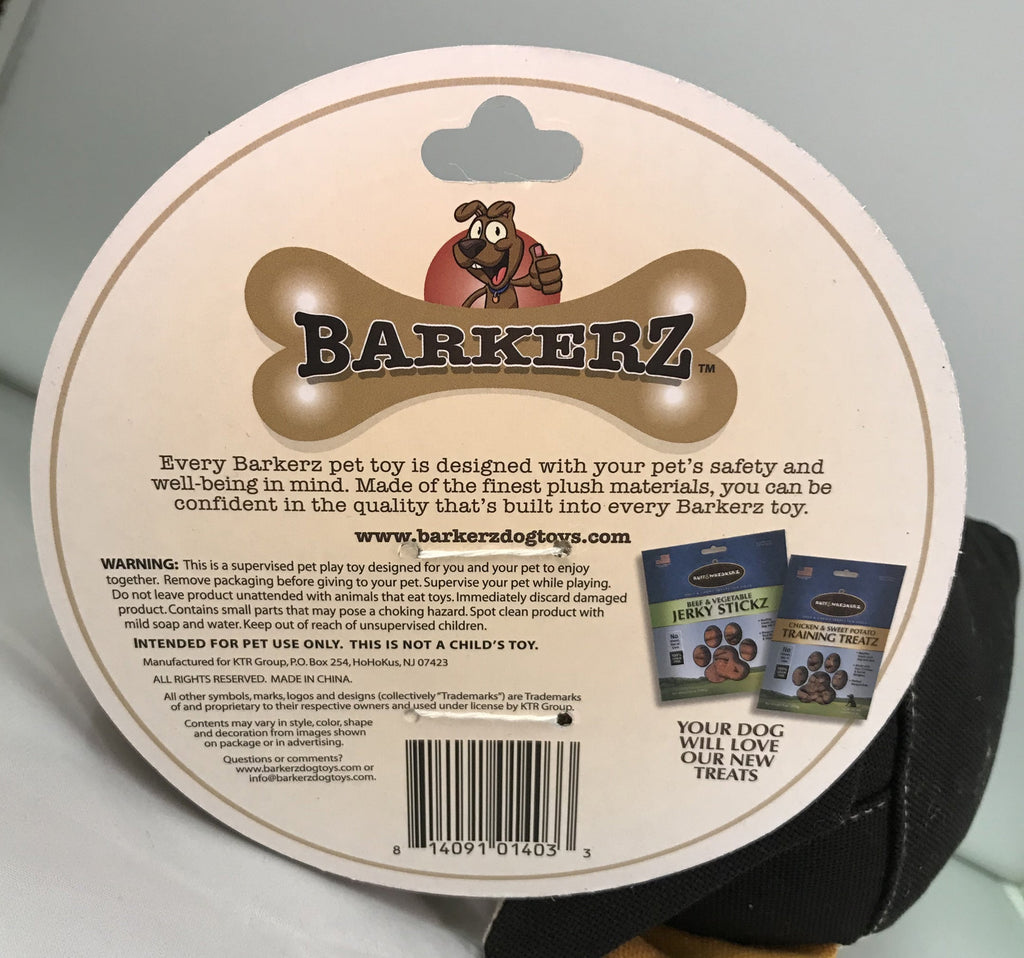 BARKERZ TM
Every Barkerz pet toy is designed with your pet's safety and
well-being in mind. Made of the finest plush materials, you can be
confident in the quality that's built into every Barkerz toy.
www.barkerzdogtoys.com
WARNING: This is a supervised pet play toy designed for you and your pet to enjoy
together. Remove packaging before giving to your pet. Supervise your pet while playing.
Do not leave product unattended with animals that eat toys. Immediately discard damaged
product. Contains small parts that may pose a choking hazard. Spot clean product with
mild soap and water. Keep out of reach of unsupervised children.
INTENDED FOR PET USE ONLY. THIS IS NOT A CHILD'S TOY.
Manufactured for KTR Group, P.O. Box 254, HoHoKus, NJ 07423
ALL RIGHTS RESERVED. MADE IN CHINA.
All other symbols, marks, logos and designs (collectively "Trademarks") are Trademarks
of and proprietary to their respective owners and used under license by KTR Group.
Contents may vary in style, color, shape
and decoration from images shown
on package or in advertising.
Questions or comments?
www.barkerzdogtoys.com or
info@barkerzdogtoys.com.
8 14091 01403 3
BEEF & VEGETABLE
JERKY STICKZ
No
CHICKEN & SWEET POTATO
TRAINING TREATZ
No
YOUR DOG
WILL LOVE
OUR NEW
TREATS